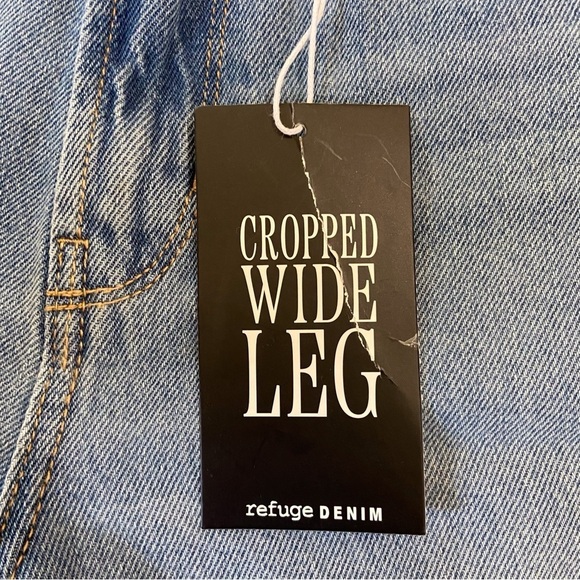 CROPPED
WIDE
LEG
refuge DENIM